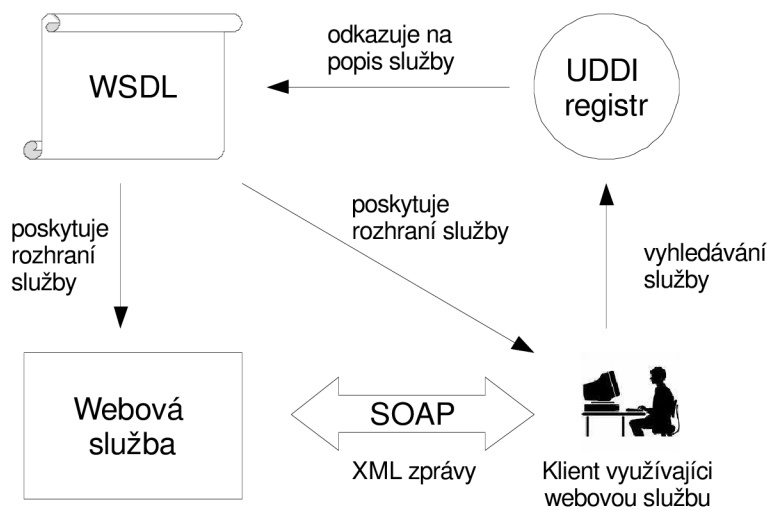 odkazuje na
popis služby
WSDL
UDDI
registr
poskytuje
rozhraní
služby
poskytuje
rozhraní služby
vyhledávání
služby
Webová
služba
SOAP
XML zprávy
Klient využívajíci
webovou službu